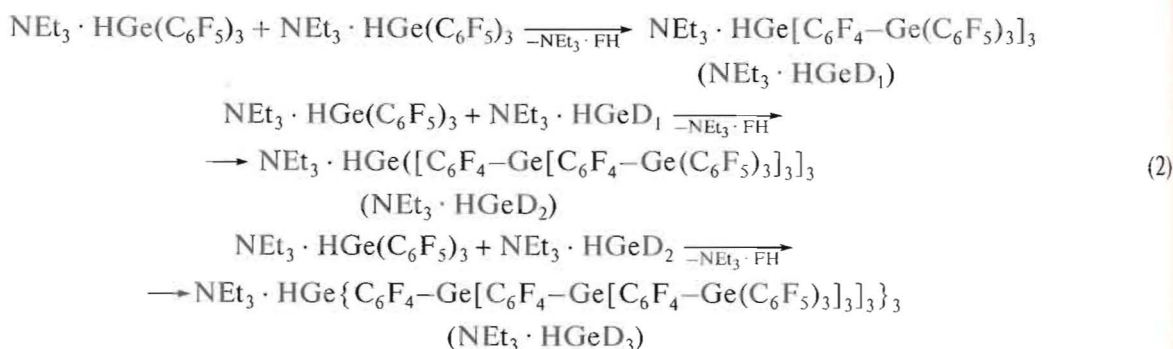 NEt₃ · HGe(C₆F₅)₃ + NEt₃ · HGe(C₆F₅)₃ —−NEt₃ · FH→ NEt₃ · HGe[C₆F₄–Ge(C₆F₅)₃]₃
(NEt₃ · HGeD₁)
NEt₃ · HGe(C₆F₅)₃ + NEt₃ · HGeD₁ —−NEt₃ · FH→
→ NEt₃ · HGe([C₆F₄–Ge[C₆F₄–Ge(C₆F₅)₃]₃]₃ (2)
(NEt₃ · HGeD₂)
NEt₃ · HGe(C₆F₅)₃ + NEt₃ · HGeD₂ —−NEt₃ · FH→
→ NEt₃ · HGe{C₆F₄–Ge[C₆F₄–Ge[C₆F₄–Ge(C₆F₅)₃]₃]₃}₃
(NEt₃ · HGeD₃)